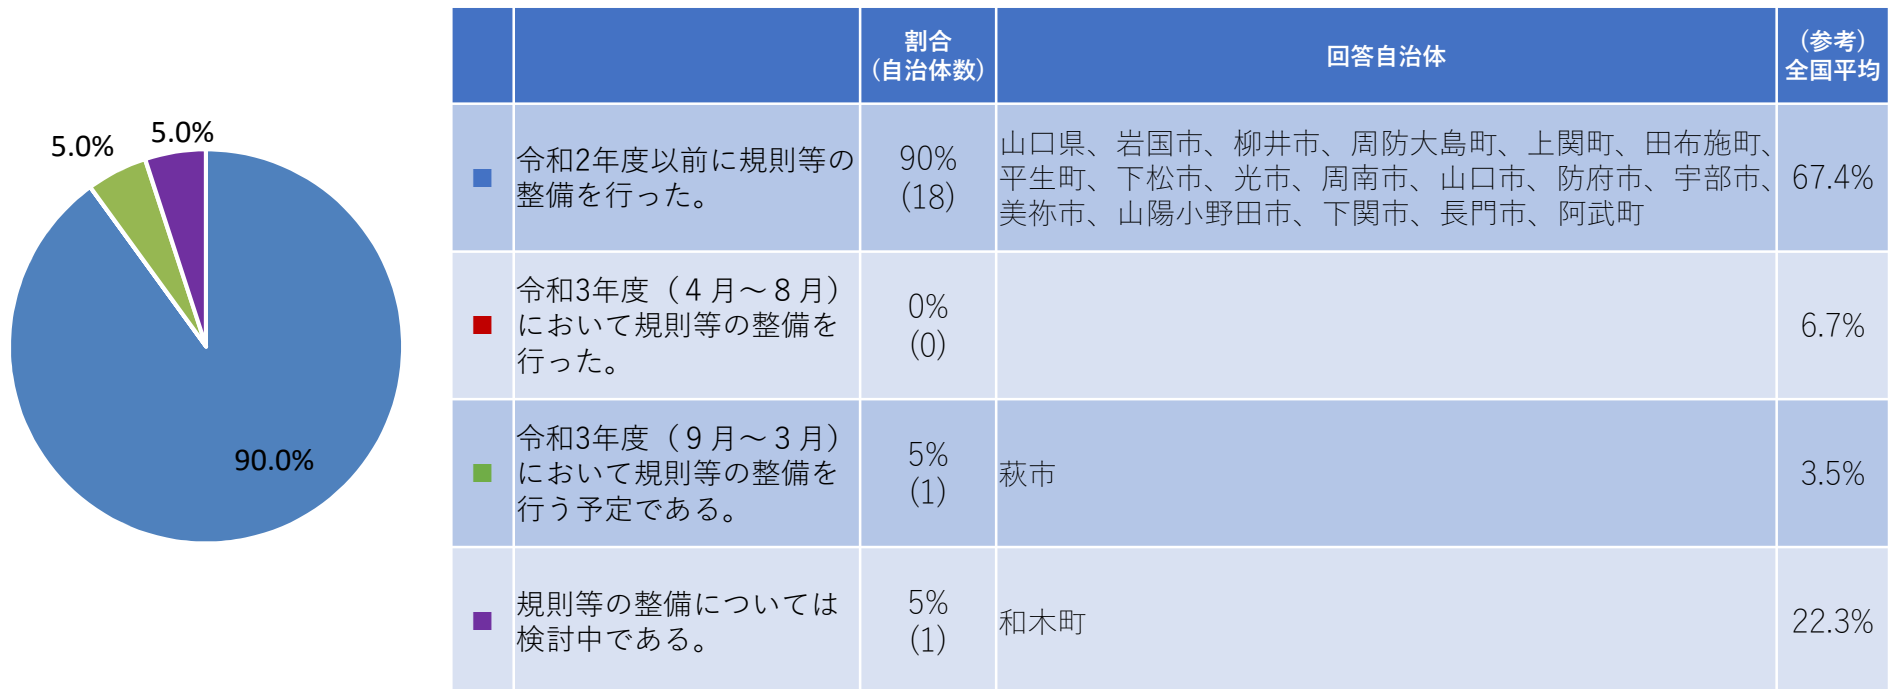 5.0%
5.0%
90.0%
割合
(自治体数)
回答自治体
(参考)
全国平均
令和2年度以前に規則等の
整備を行った。
90%
(18)
山口県、岩国市、柳井市、周防大島町、上関町、田布施町、
平生町、下松市、光市、周南市、山口市、防府市、宇部市、
美祢市、山陽小野田市、下関市、長門市、阿武町
67.4%
令和3年度（４月～８月）
において規則等の整備を
行った。
0%
(0)
6.7%
令和3年度（９月～３月）
において規則等の整備を
行う予定である。
5%
(1)
萩市
3.5%
規則等の整備については
検討中である。
5%
(1)
和木町
22.3%